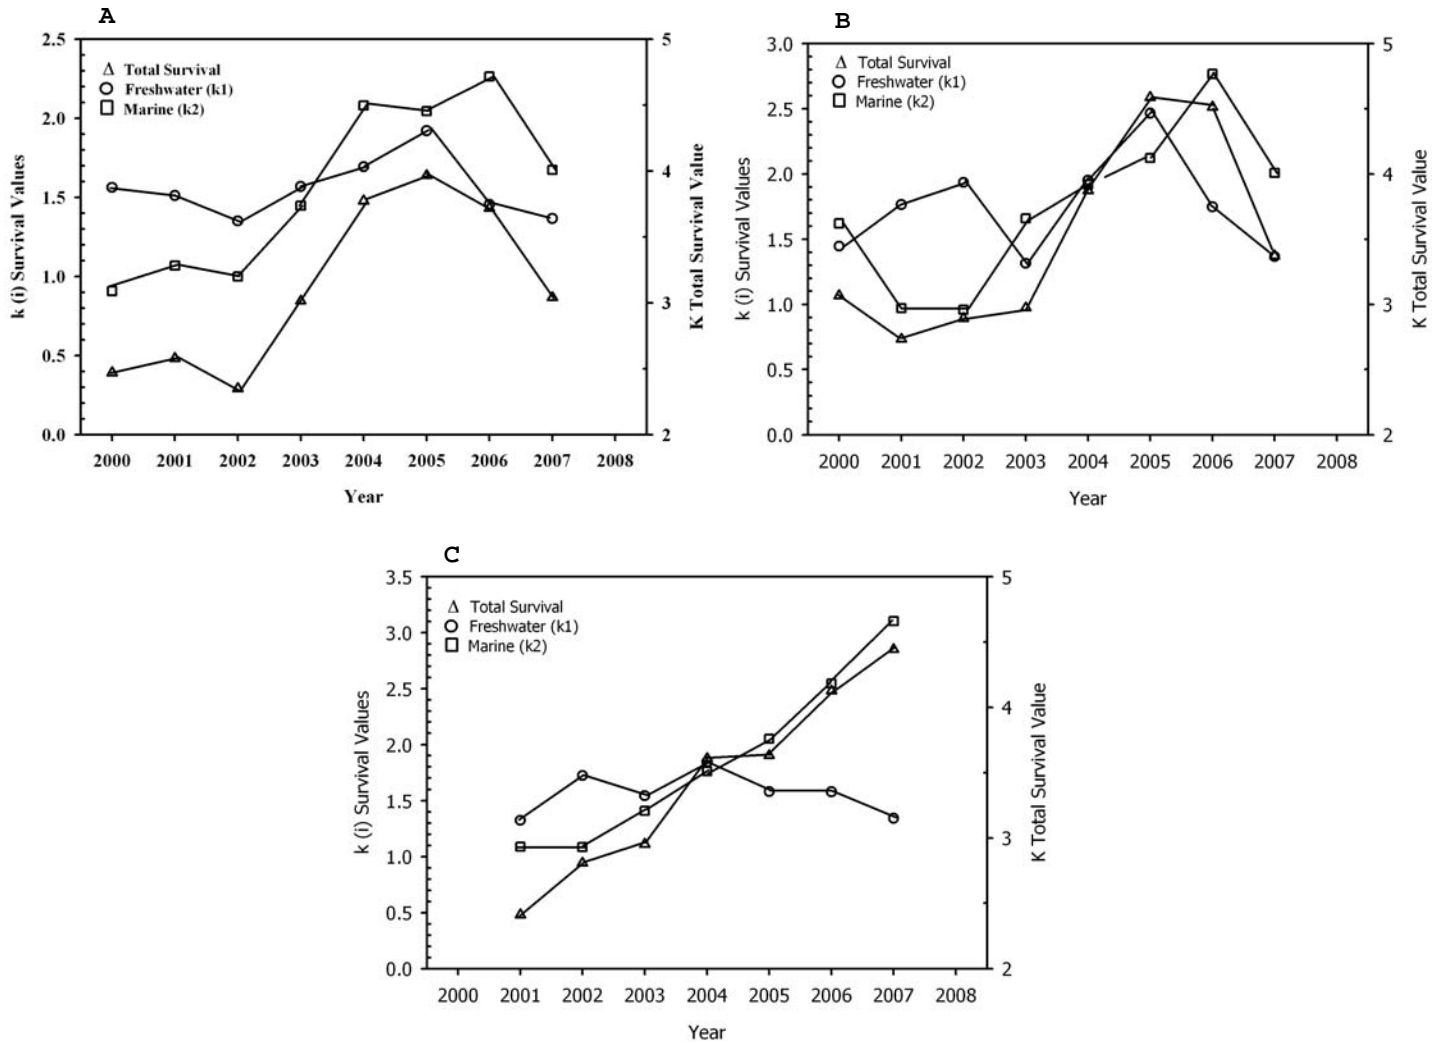 A
2.5
2.0
1.5
1.0
0.5
0.0
k (i) Survival Values
Δ Total Survival
Freshwater (k1)
Marine (k2)
5
4
3
2
K Total Survival Value
2000 2001 2002 2003 2004 2005 2006 2007 2008
Year
B
3.0
2.5
2.0
1.5
1.0
0.5
0.0
k (i) Survival Values
Δ Total Survival
Freshwater (k1)
Marine (k2)
5
4
3
2
K Total Survival Value
2000 2001 2002 2003 2004 2005 2006 2007 2008
Year
C
3.5
3.0
2.5
2.0
1.5
1.0
0.5
0.0
k (i) Survival Values
Δ Total Survival
Freshwater (k1)
Marine (k2)
5
4
3
2
K Total Survival Value
2000 2001 2002 2003 2004 2005 2006 2007 2008
Year